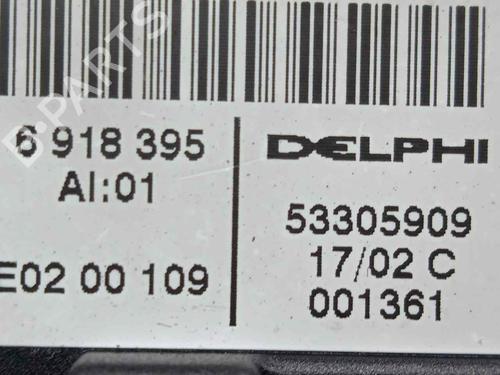 6 918 395
AI:01
E02 00 109
DELPHI
53305909
17/02 C
001361
B-PARTS